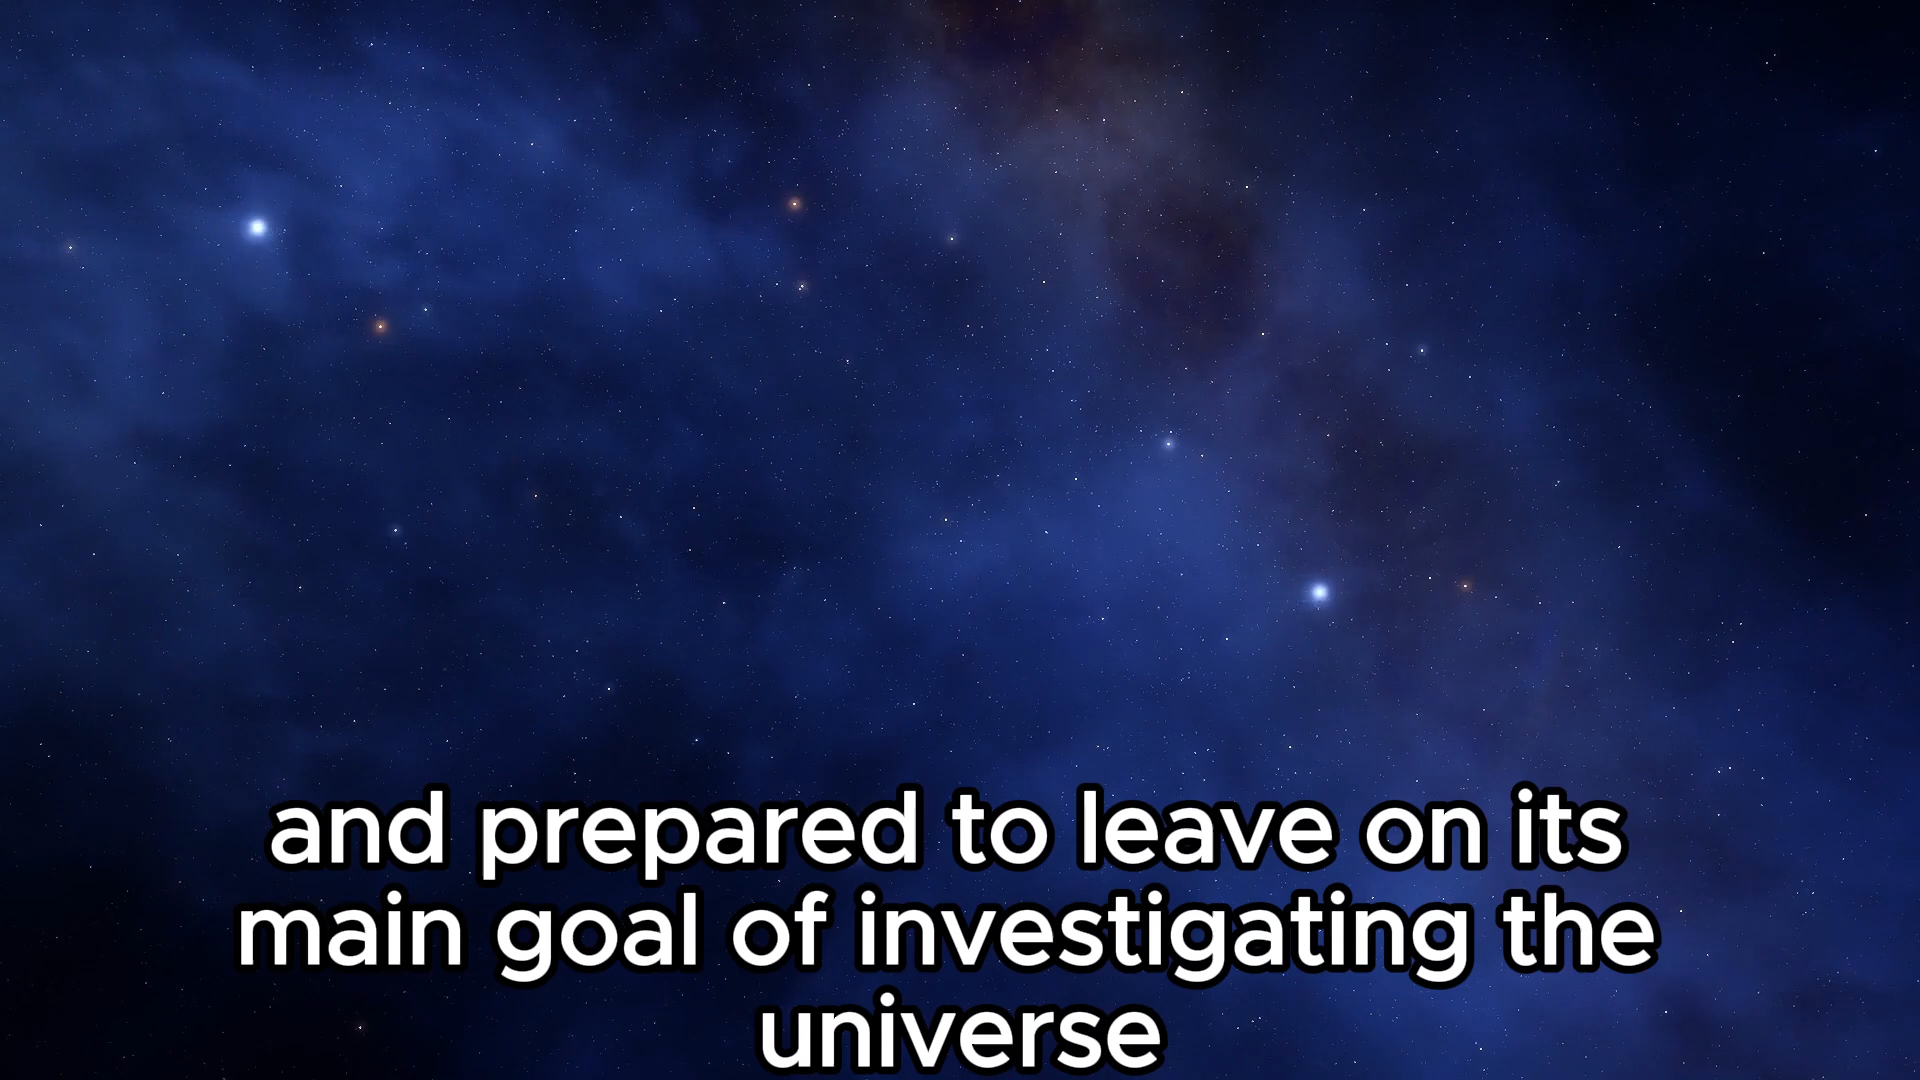 and prepared to leave on its
main goal of investigating the
universe